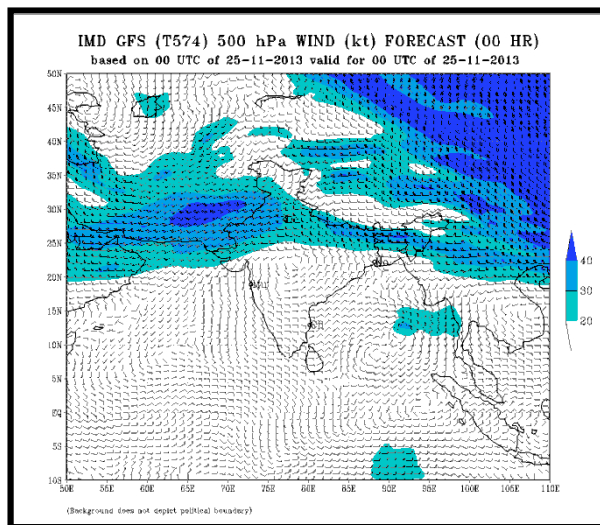 IMD GFS (T574) 500 hPa WIND (kt) FORECAST (00 HR)
based on 00 UTC of 25-11-2013 valid for 00 UTC of 25-11-2013
50N
45N
40N
35N
30N
25N
20N
15N
10N
5N
EQ
5S
10S
50E 55E 60E 65E 70E 75E 80E 85E 90E 95E 100E 105E 110E
40
30
20
(Background does not depict political boundary)